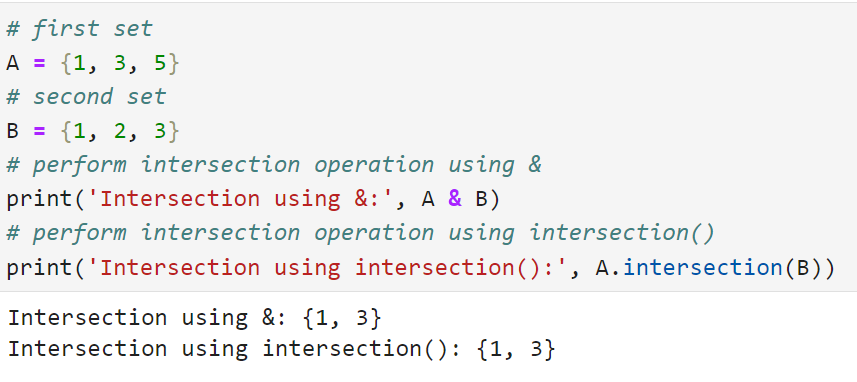 # first set
A = {1, 3, 5}
# second set
B = {1, 2, 3}
# perform intersection operation using &
print('Intersection using &:', A & B)
# perform intersection operation using intersection()
print('Intersection using intersection():', A.intersection(B))
Intersection using &: {1, 3}
Intersection using intersection(): {1, 3}